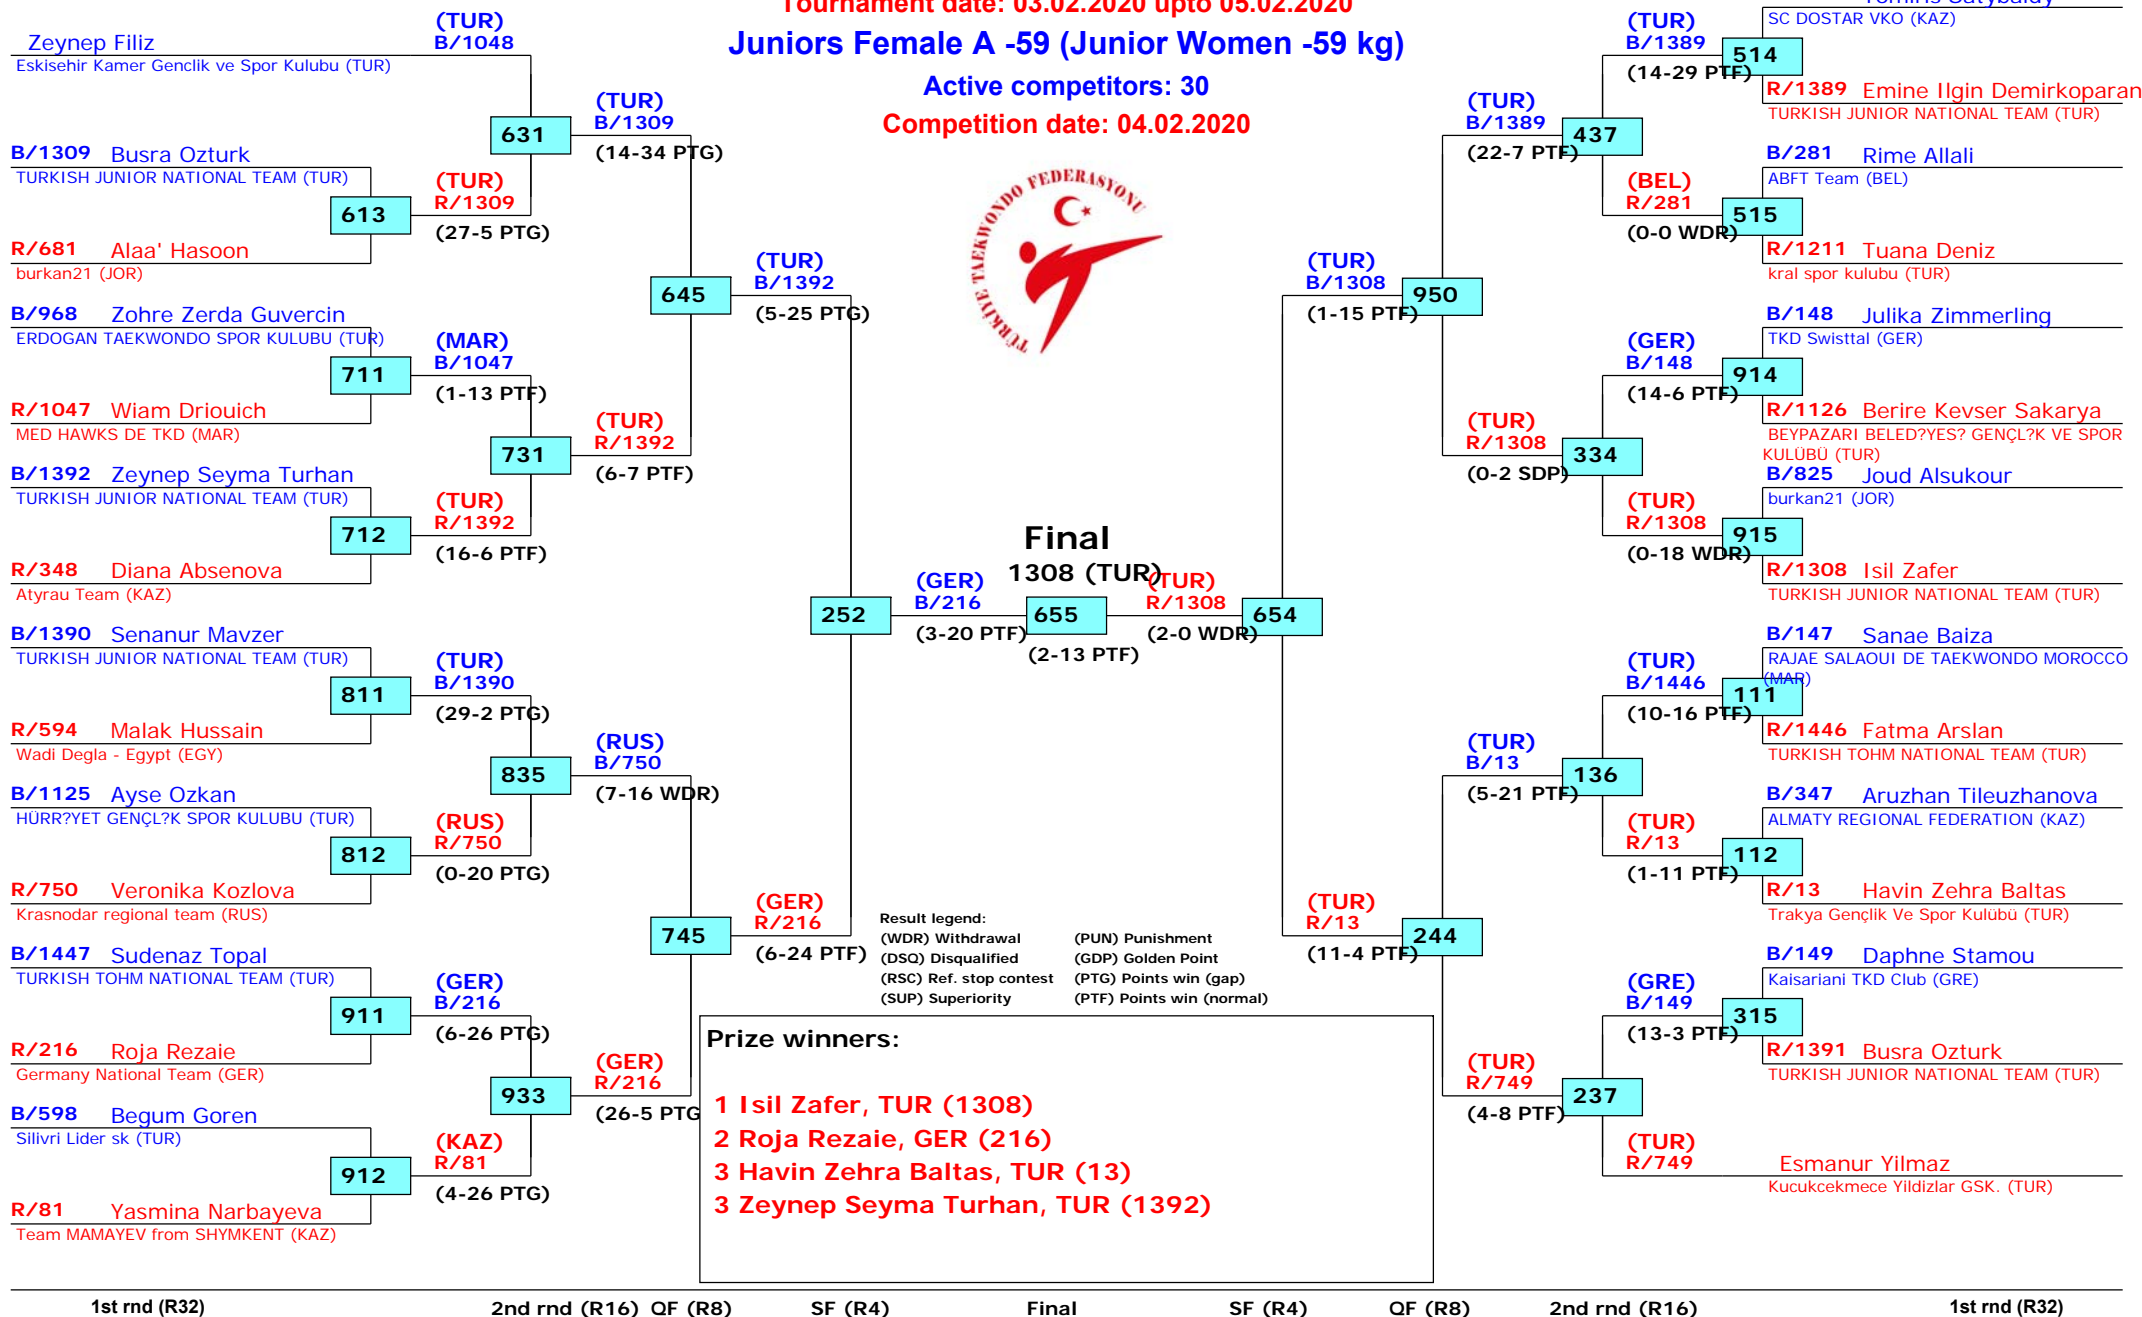 Tournament date: 03.02.2020 upto 05.02.2020
Juniors Female A -59 (Junior Women -59 kg)
Active competitors: 30
Competition date: 04.02.2020
TÜRKİYE TAEKWONDO FEDERASYONU
(TUR)
B/1048
Zeynep Filiz
Eskisehir Kamer Genclik ve Spor Kulubu (TUR)
(TUR)
B/1309
631
(14-34 PTG)
B/1309 Busra Ozturk
TURKISH JUNIOR NATIONAL TEAM (TUR)
(TUR)
R/1309
613
(27-5 PTG)
R/681 Alaa' Hasoon
burkan21 (JOR)
(TUR)
B/1392
645
(5-25 PTG)
B/968 Zohre Zerda Guvercin
ERDOGAN TAEKWONDO SPOR KULUBU (TUR)
(MAR)
B/1047
711
(1-13 PTF)
R/1047 Wiam Driouich
MED HAWKS DE TKD (MAR)
(TUR)
R/1392
731
(6-7 PTF)
B/1392 Zeynep Seyma Turhan
TURKISH JUNIOR NATIONAL TEAM (TUR)
(TUR)
R/1392
712
(16-6 PTF)
R/348 Diana Absenova
Atyrau Team (KAZ)
252
(GER)
B/216
(3-20 PTF)
B/1390 Senanur Mavzer
TURKISH JUNIOR NATIONAL TEAM (TUR)
(TUR)
B/1390
811
(29-2 PTG)
R/594 Malak Hussain
Wadi Degla - Egypt (EGY)
(RUS)
B/750
835
(7-16 WDR)
B/1125 Ayse Ozkan
HÜRR?YET GENÇL?K SPOR KULUBU (TUR)
(RUS)
R/750
812
(0-20 PTG)
R/750 Veronika Kozlova
Krasnodar regional team (RUS)
(GER)
R/216
745
(6-24 PTF)
B/1447 Sudenaz Topal
TURKISH TOHM NATIONAL TEAM (TUR)
(GER)
B/216
911
(6-26 PTG)
R/216 Roja Rezaie
Germany National Team (GER)
(GER)
R/216
933
(26-5 PTG
B/598 Begum Goren
Silivri Lider sk (TUR)
(KAZ)
R/81
912
(4-26 PTG)
R/81 Yasmina Narbayeva
Team MAMAYEV from SHYMKENT (KAZ)
Final
1308 (TUR)
655
(2-13 PTF)
(TUR)
R/1308
654
(2-0 WDR)
SC DOSTAR VKO (KAZ)
(TUR)
B/1389
514
(14-29 PTF)
R/1389 Emine Ilgin Demirkoparan
TURKISH JUNIOR NATIONAL TEAM (TUR)
(TUR)
B/1389
437
(22-7 PTF)
B/281 Rime Allali
ABFT Team (BEL)
(BEL)
R/281
515
(0-0 WDR)
R/1211 Tuana Deniz
kral spor kulubu (TUR)
(TUR)
B/1308
950
(1-15 PTF)
B/148 Julika Zimmerling
TKD Swisttal (GER)
(GER)
B/148
914
(14-6 PTF)
R/1126 Berire Kevser Sakarya
BEYPAZARI BELED?YES? GENÇL?K VE SPOR
KULÜBÜ (TUR)
(TUR)
R/1308
334
(0-2 SDP)
B/825 Joud Alsukour
burkan21 (JOR)
(TUR)
R/1308
915
(0-18 WDR)
R/1308 Isil Zafer
TURKISH JUNIOR NATIONAL TEAM (TUR)
B/147 Sanae Baiza
RAJAE SALAOUI DE TAEKWONDO MOROCCO
(MAR)
(TUR)
B/1446
111
(10-16 PTF)
R/1446 Fatma Arslan
TURKISH TOHM NATIONAL TEAM (TUR)
(TUR)
B/13
136
(5-21 PTF)
B/347 Aruzhan Tileuzhanova
ALMATY REGIONAL FEDERATION (KAZ)
(TUR)
R/13
112
(1-11 PTF)
R/13 Havin Zehra Baltas
Trakya Gençlik Ve Spor Kulübü (TUR)
(TUR)
R/13
244
(11-4 PTF)
B/149 Daphne Stamou
Kaisariani TKD Club (GRE)
(GRE)
B/149
315
(13-3 PTF)
R/1391 Busra Ozturk
TURKISH JUNIOR NATIONAL TEAM (TUR)
(TUR)
R/749
237
(4-8 PTF)
(TUR)
R/749
Esmanur Yilmaz
Kucukcekmece Yildizlar GSK. (TUR)
Result legend:
(WDR) Withdrawal (PUN) Punishment
(DSQ) Disqualified (GDP) Golden Point
(RSC) Ref. stop contest (PTG) Points win (gap)
(SUP) Superiority (PTF) Points win (normal)
Prize winners:
1 Isil Zafer, TUR (1308)
2 Roja Rezaie, GER (216)
3 Havin Zehra Baltas, TUR (13)
3 Zeynep Seyma Turhan, TUR (1392)
1st rnd (R32) 2nd rnd (R16) QF (R8) SF (R4) Final SF (R4) QF (R8) 2nd rnd (R16) 1st rnd (R32)